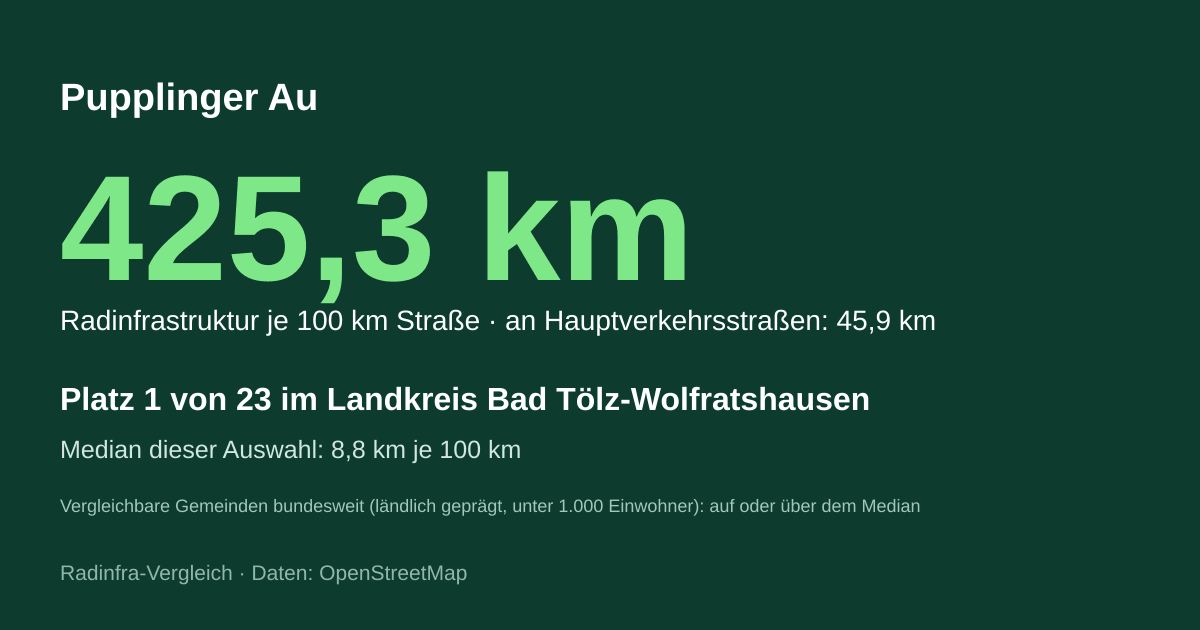 Pupplinger Au
425,3 km
Radinfrastruktur je 100 km Straße · an Hauptverkehrsstraßen: 45,9 km
Platz 1 von 23 im Landkreis Bad Tölz-Wolfratshausen
Median dieser Auswahl: 8,8 km je 100 km
Vergleichbare Gemeinden bundesweit (ländlich geprägt, unter 1.000 Einwohner): auf oder über dem Median
Radinfra-Vergleich · Daten: OpenStreetMap